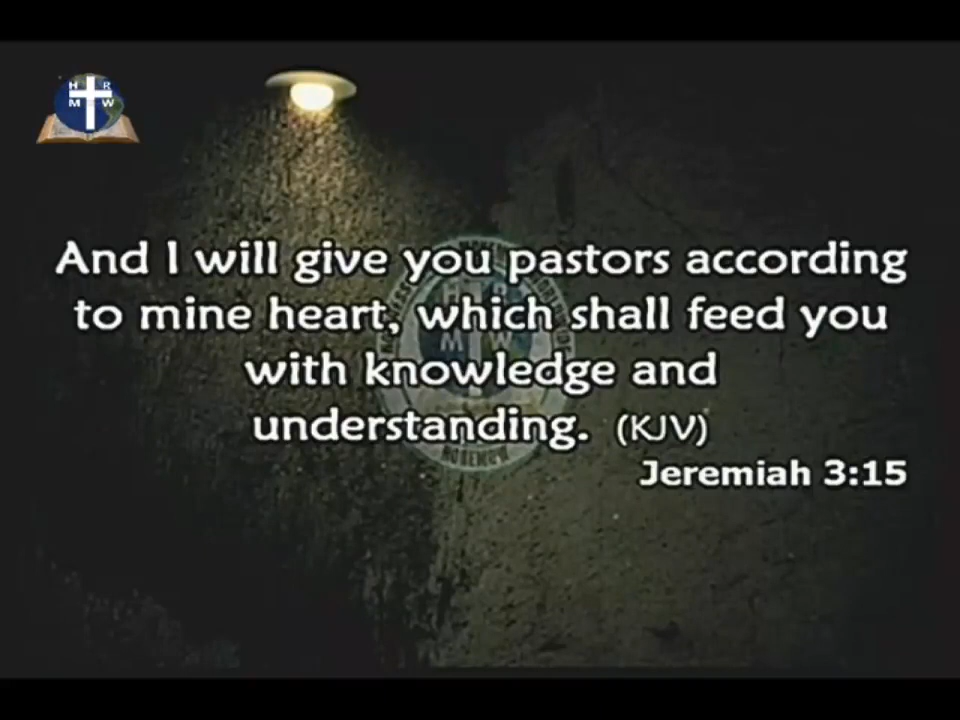 H R
M W
And I will give you pastors according
to mine heart, which shall feed you
with knowledge and
understanding. (KJV)
Jeremiah 3:15
H R
M W